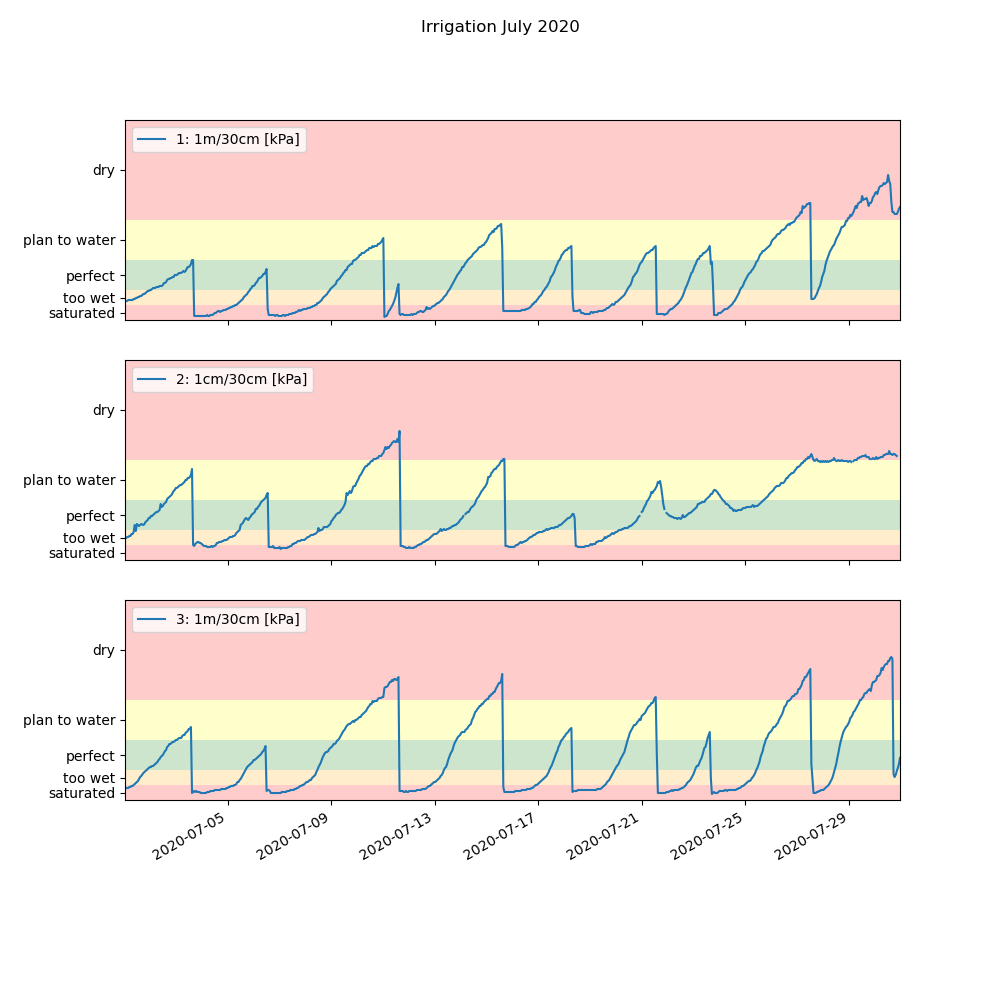 Irrigation July 2020
1: 1m/30cm [kPa]
dry
plan to water
perfect
too wet
saturated
2: 1cm/30cm [kPa]
dry
plan to water
perfect
too wet
saturated
3: 1m/30cm [kPa]
dry
plan to water
perfect
too wet
saturated
2020-07-05
2020-07-09
2020-07-13
2020-07-17
2020-07-21
2020-07-25
2020-07-29